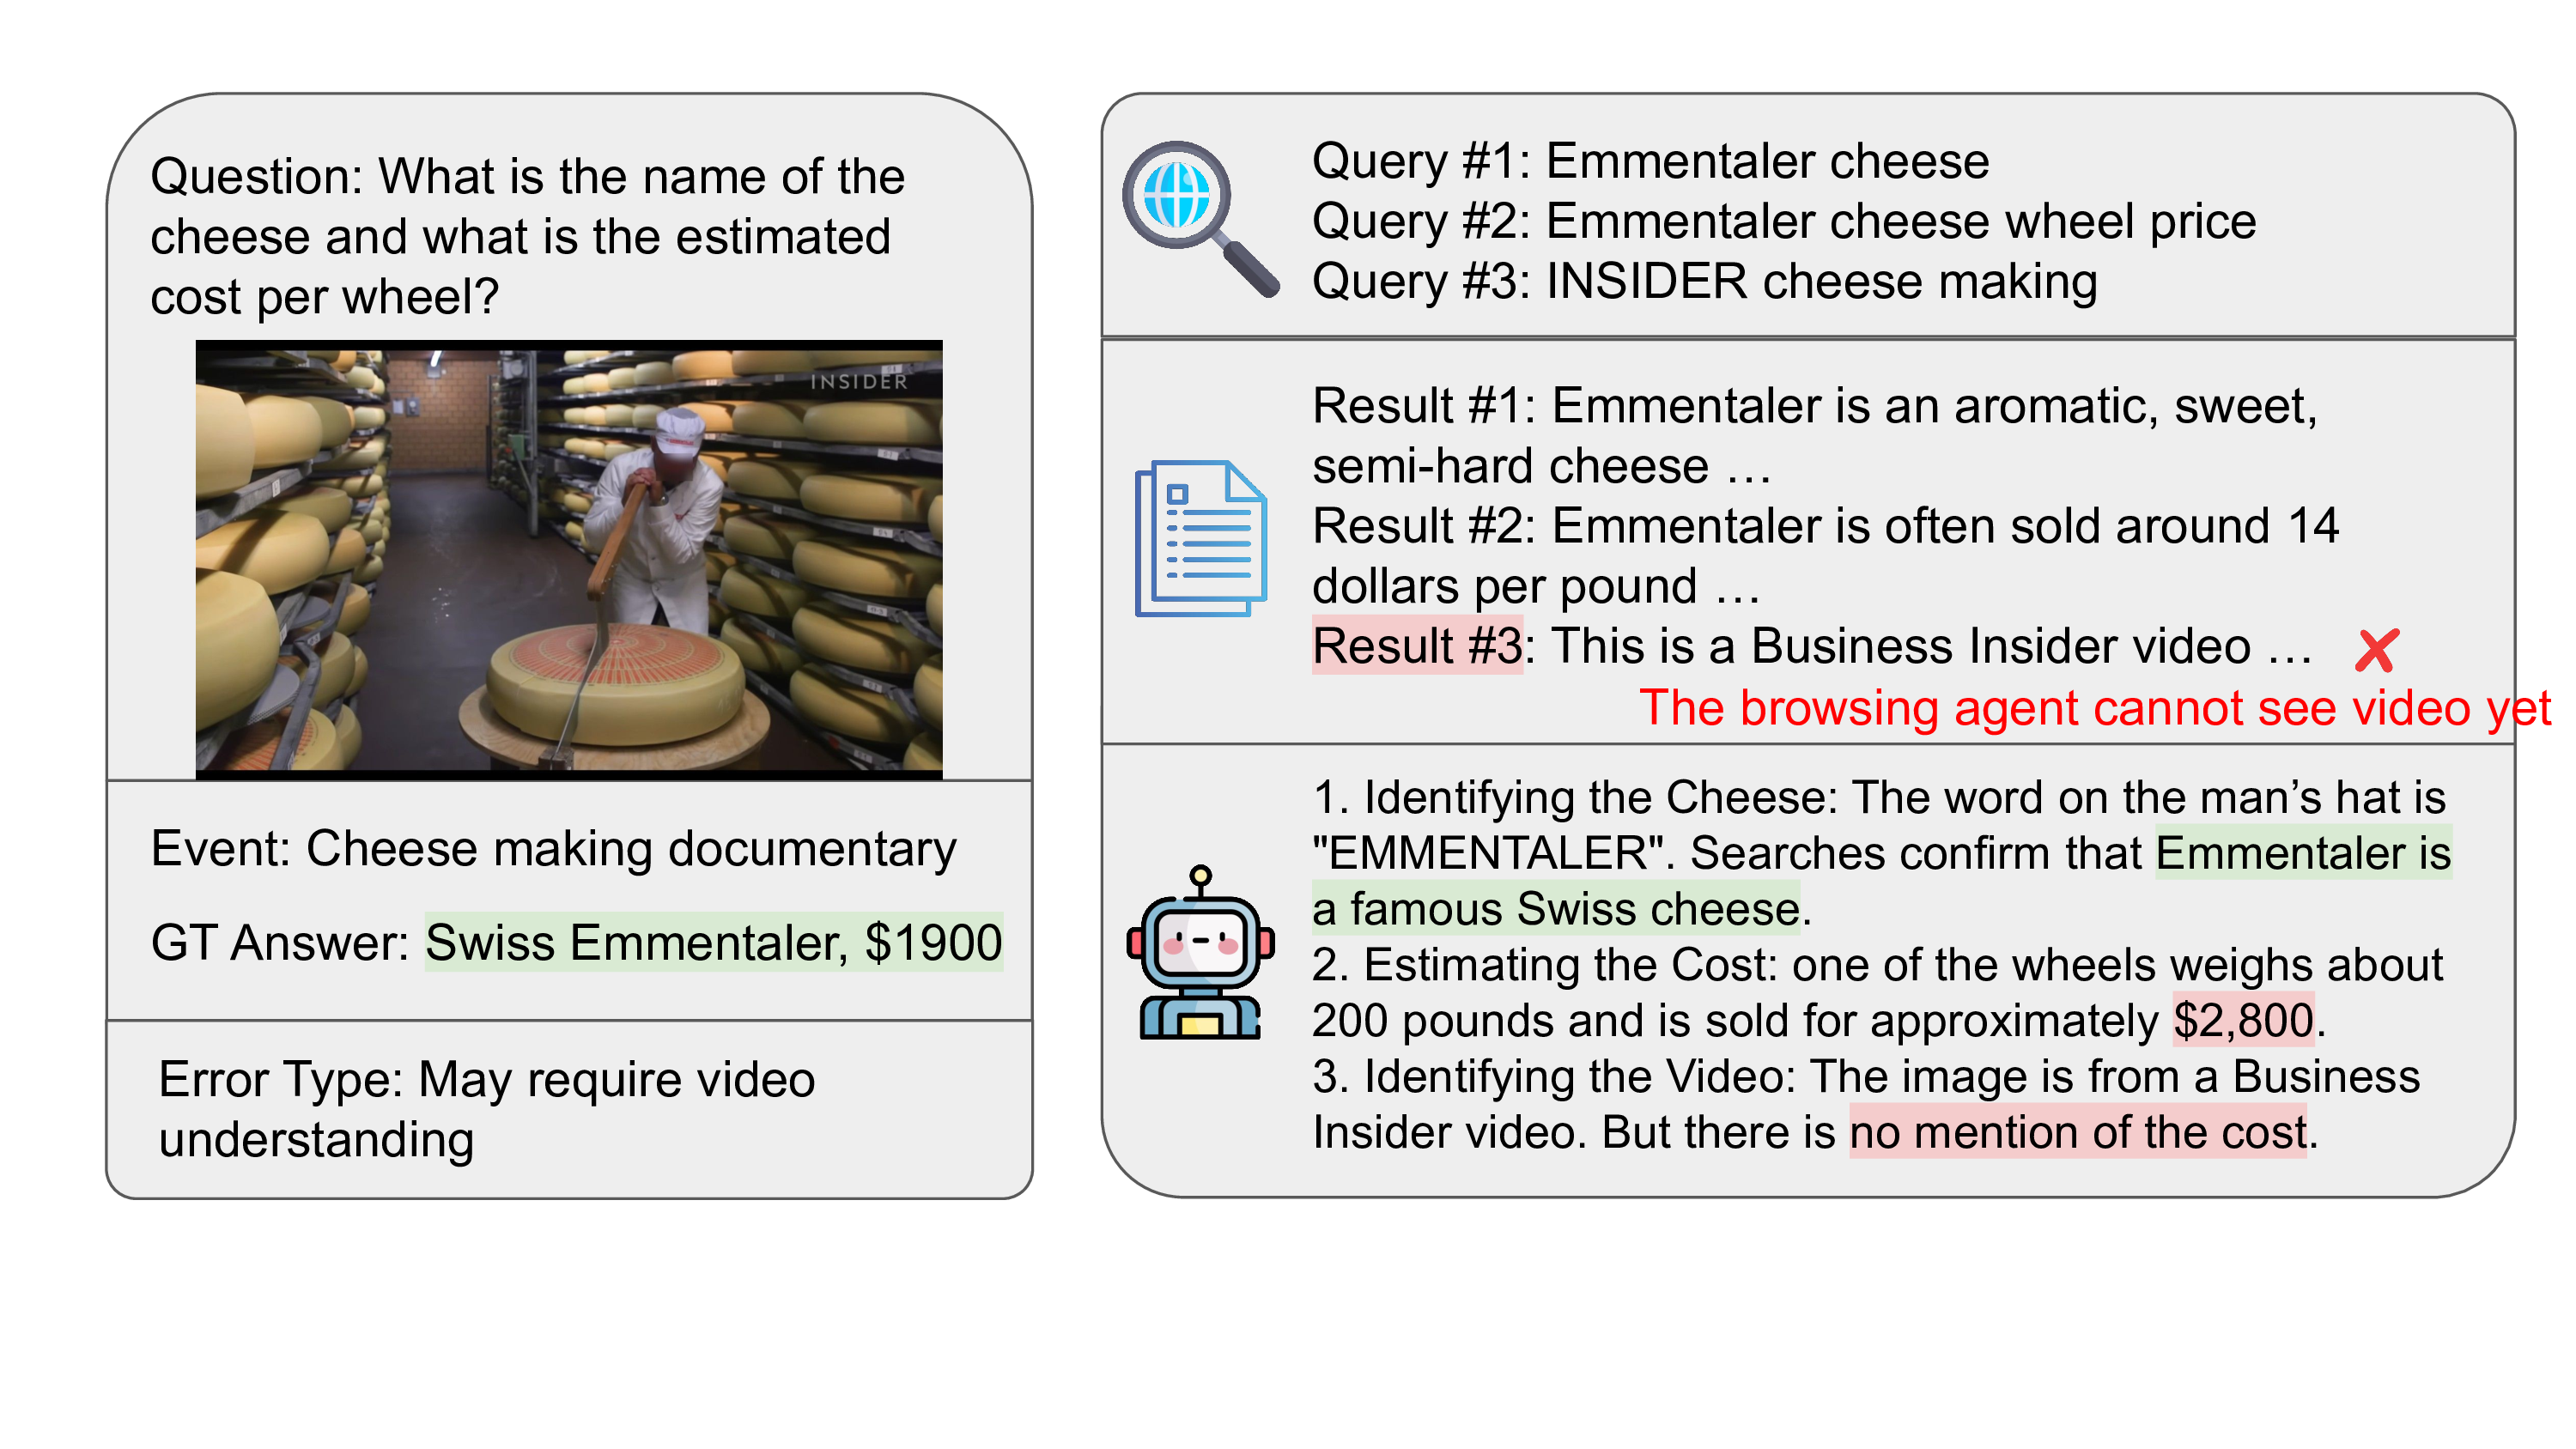 Question: What is the name of the
cheese and what is the estimated
cost per wheel?
INSIDER
Event: Cheese making documentary
GT Answer: Swiss Emmentaler, $1900
Error Type: May require video
understanding
Query #1: Emmentaler cheese
Query #2: Emmentaler cheese wheel price
Query #3: INSIDER cheese making
Result #1: Emmentaler is an aromatic, sweet,
semi-hard cheese …
Result #2: Emmentaler is often sold around 14
dollars per pound …
Result #3: This is a Business Insider video …
The browsing agent cannot see video yet
1. Identifying the Cheese: The word on the man’s hat is
"EMMENTALER". Searches confirm that Emmentaler is
a famous Swiss cheese.
2. Estimating the Cost: one of the wheels weighs about
200 pounds and is sold for approximately $2,800.
3. Identifying the Video: The image is from a Business
Insider video. But there is no mention of the cost.